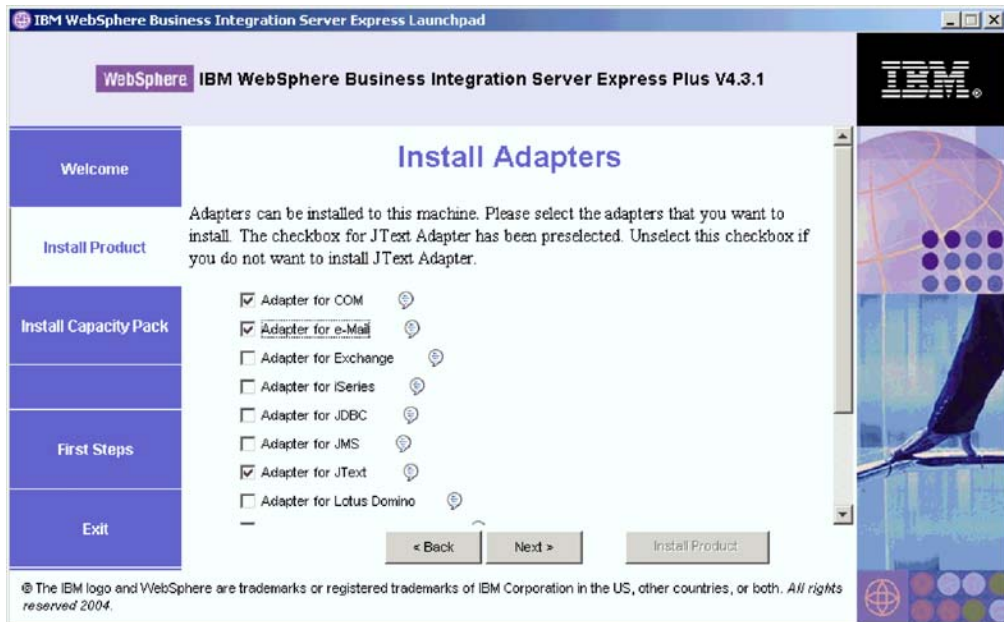 IBM WebSphere Business Integration Server Express Launchpad
WebSphere IBM WebSphere Business Integration Server Express Plus V4.3.1
IBM®
Welcome
Install Product
Install Capacity Pack
First Steps
Exit
Install Adapters
Adapters can be installed to this machine. Please select the adapters that you want to
install. The checkbox for JText Adapter has been preselected. Unselect this checkbox if
you do not want to install JText Adapter.
Adapter for COM
Adapter for e-Mail
Adapter for Exchange
Adapter for iSeries
Adapter for JDBC
Adapter for JMS
Adapter for JText
Adapter for Lotus Domino
< Back
Next >
Install Product
® The IBM logo and WebSphere are trademarks or registered trademarks of IBM Corporation in the US, other countries, or both. All rights
reserved 2004.